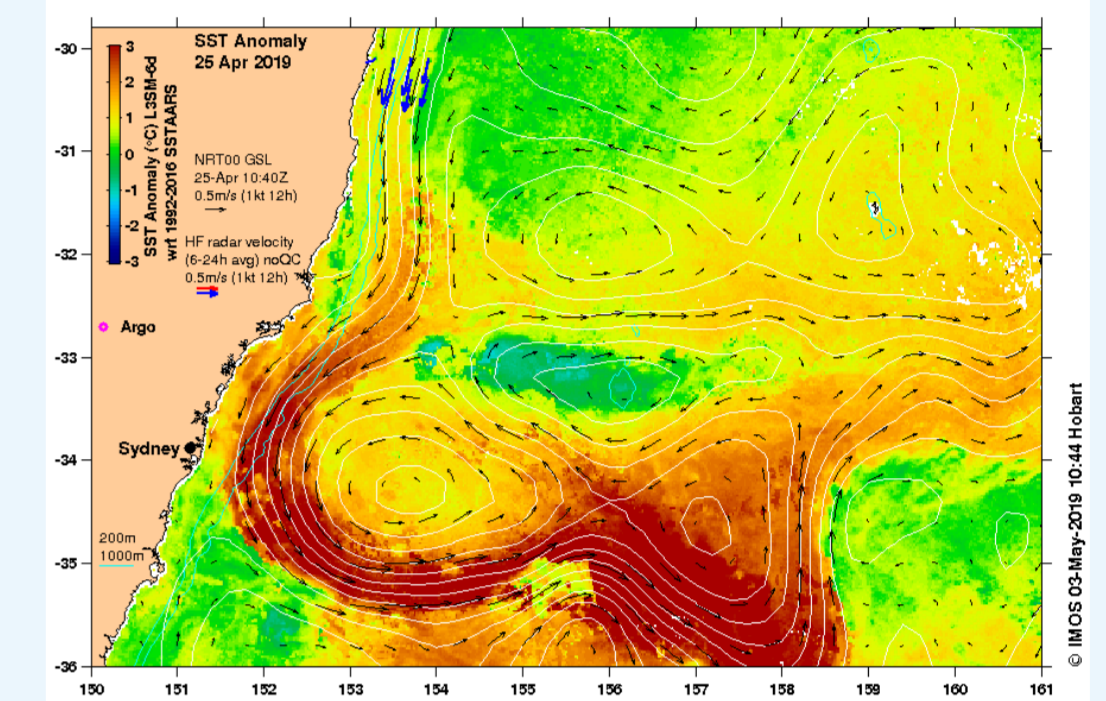 SST Anomaly
25 Apr 2019
3
2
1
0
-1
-2
-3
SST Anomaly (°C) L3SM-6d
wrt 1992-2016 SSTAARS
NRT00 GSL
25-Apr 10:40Z
0.5m/s (1kt 12h)
HF radar velocity
(6-24h avg) noQC
0.5m/s (1kt 12h)
Argo
Sydney
200m
1000m
-30
-31
-32
-33
-34
-35
-36
150 151 152 153 154 155 156 157 158 159 160 161
© IMOS 03-May-2019 10:44 Hobart